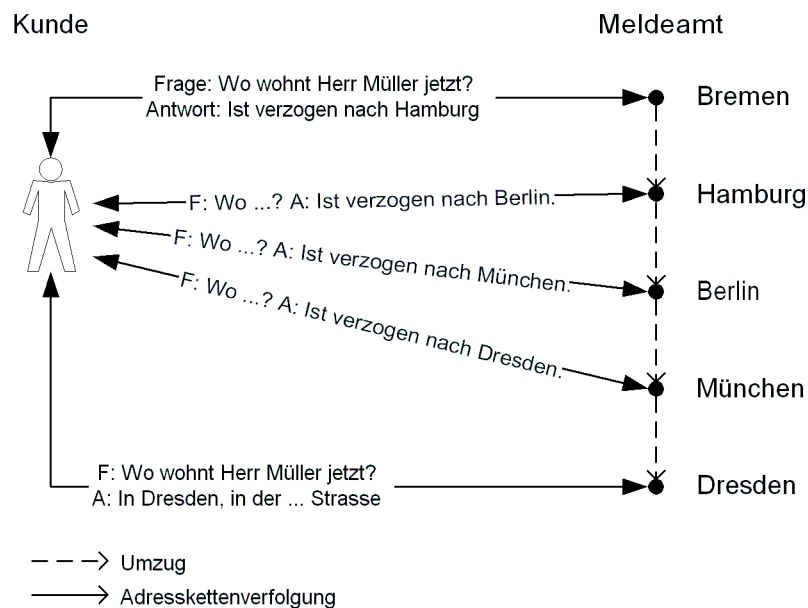 Kunde
Meldeamt
Frage: Wo wohnt Herr Müller jetzt?
Antwort: Ist verzogen nach Hamburg
Bremen
F: Wo ...? A: Ist verzogen nach Berlin.
Hamburg
F: Wo ...? A: Ist verzogen nach München.
Berlin
F: Wo ...? A: Ist verzogen nach Dresden.
München
F: Wo wohnt Herr Müller jetzt?
A: In Dresden, in der ... Strasse
Dresden
Umzug
Adresskettenverfolgung